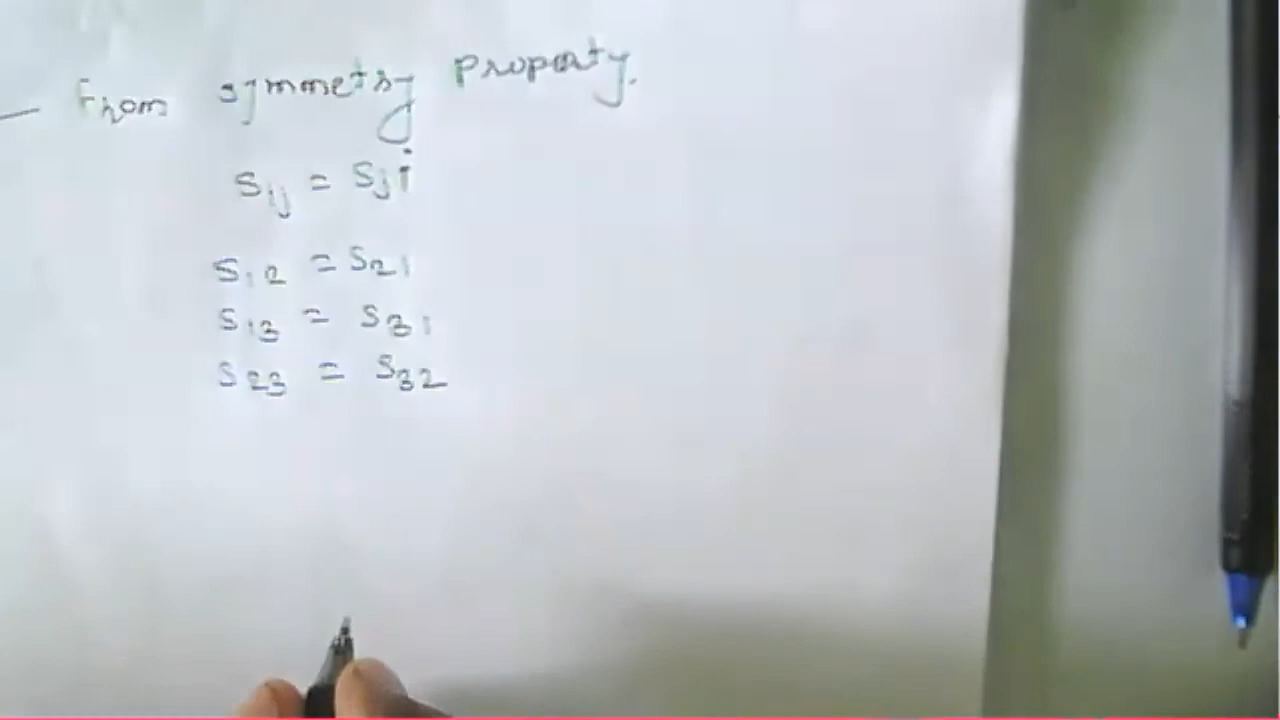 — From symmetry property.
Sij = Sji
S12 = S21
S13 = S31
S23 = S32